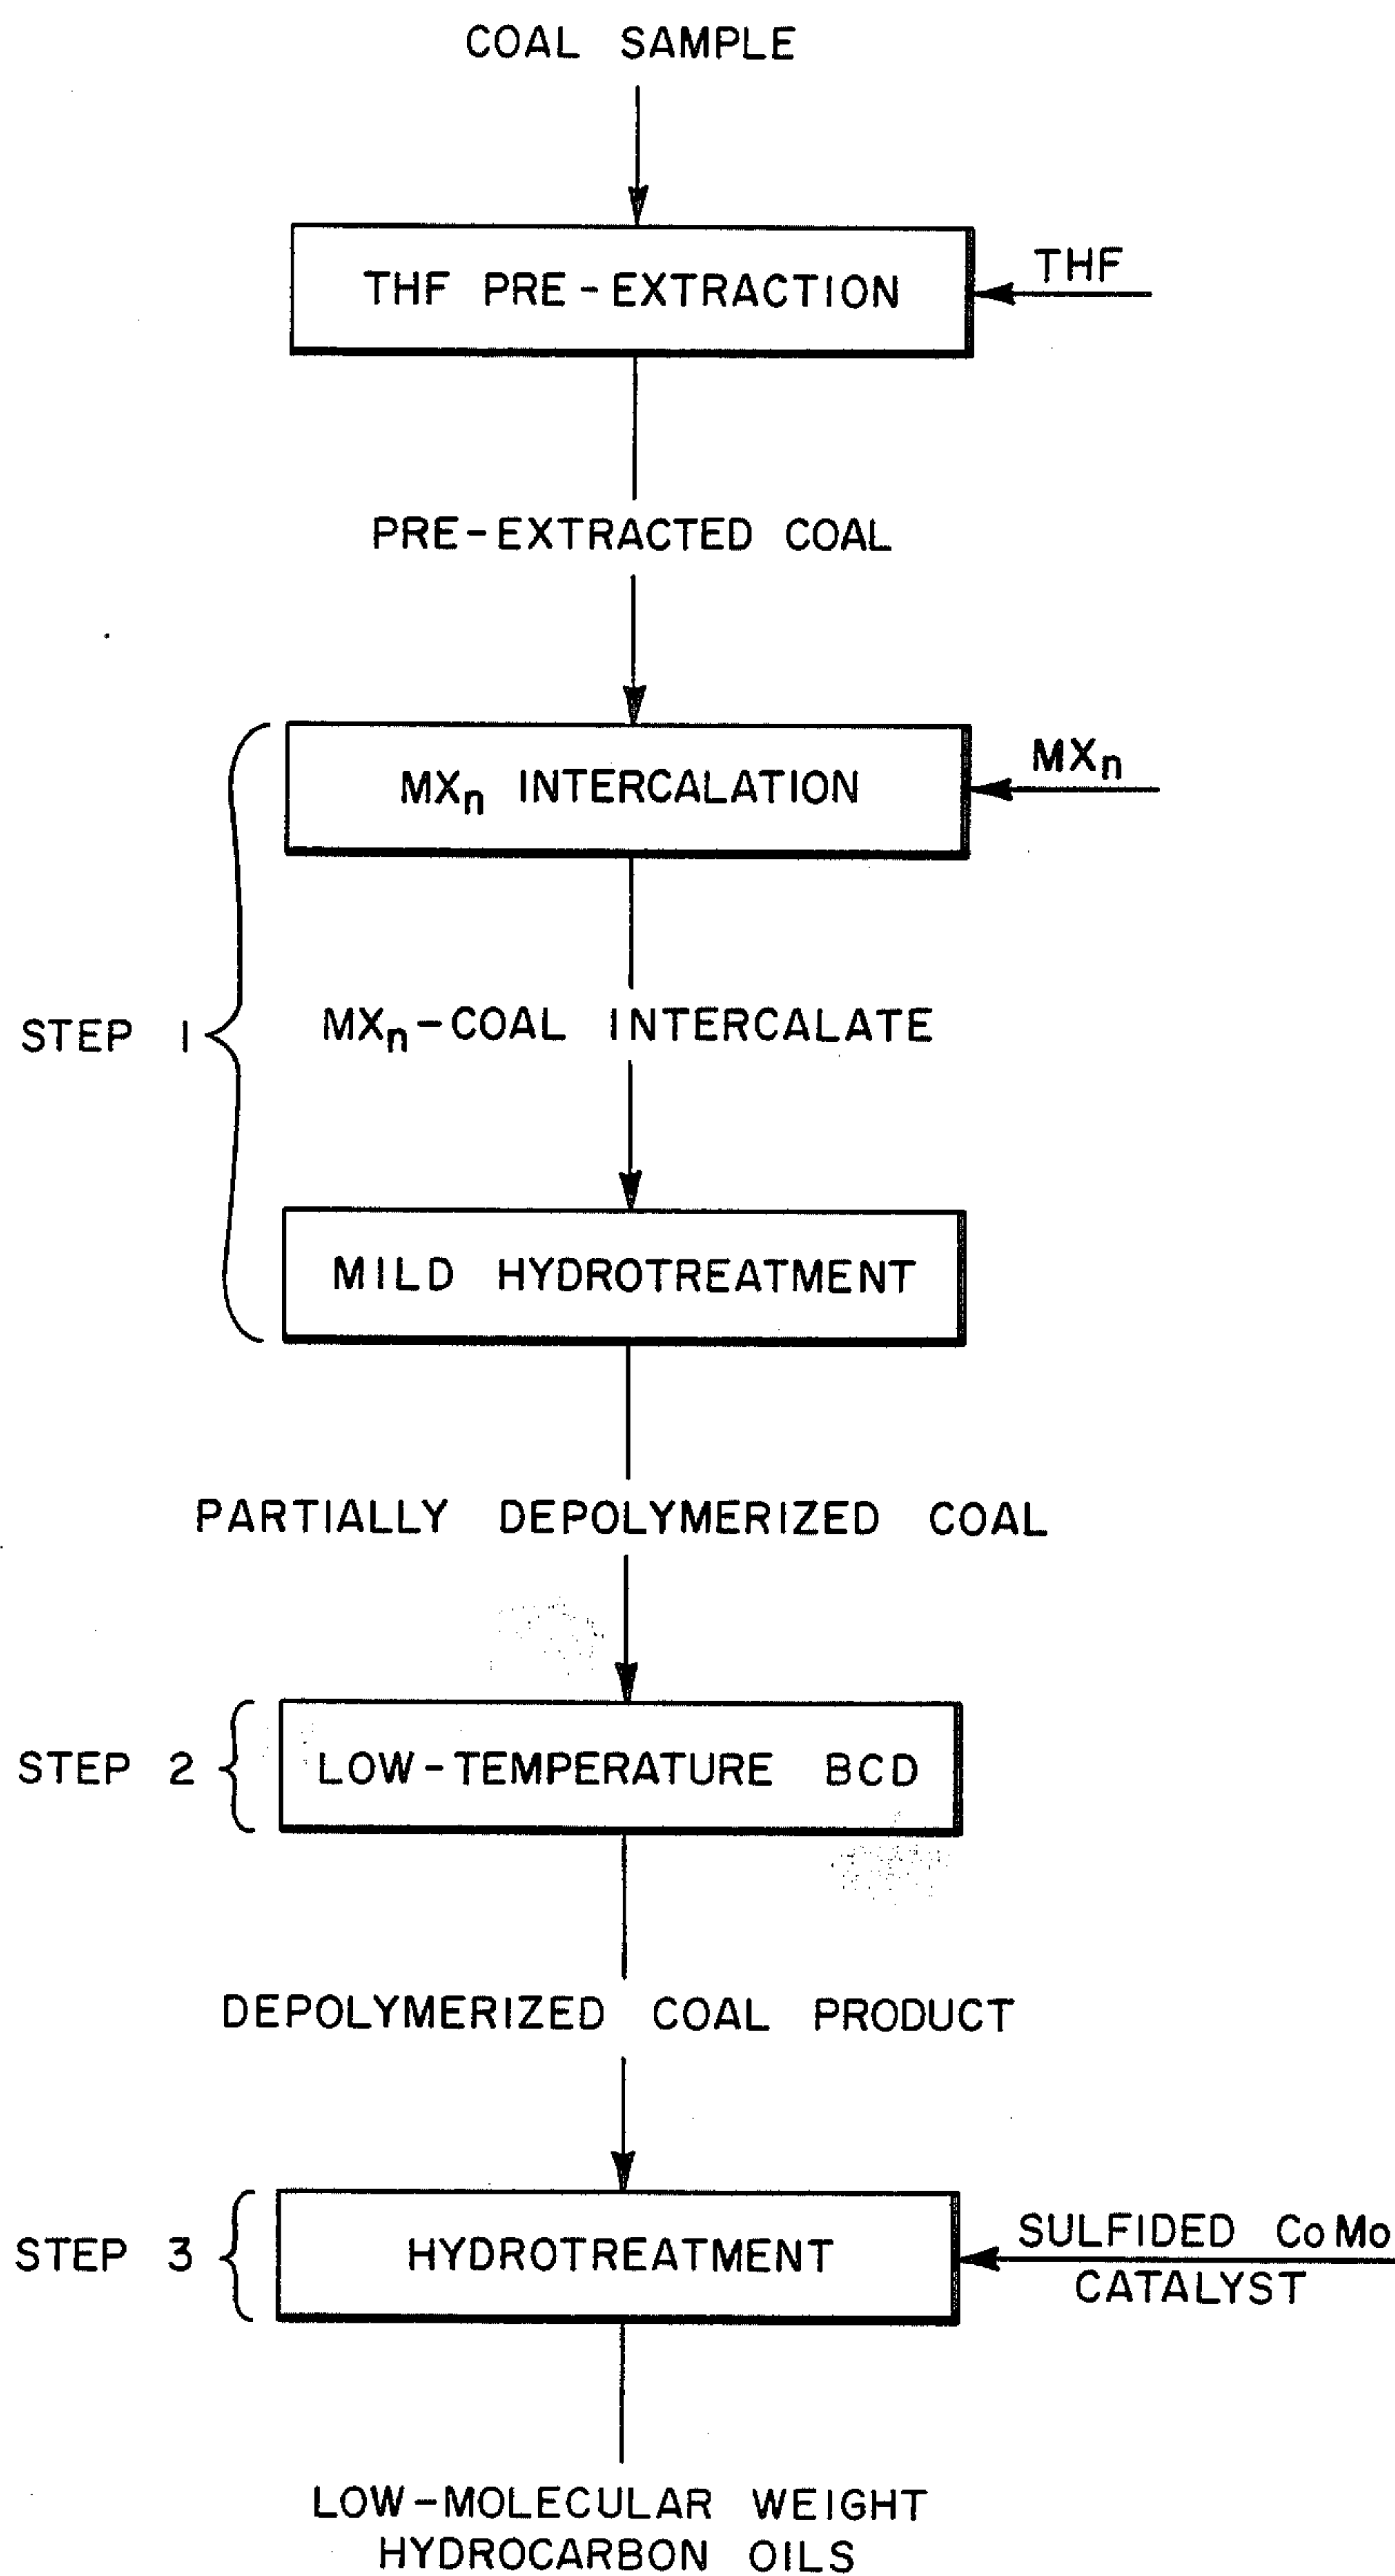 COAL SAMPLE
THF PRE-EXTRACTION
THF
PRE-EXTRACTED COAL
MXn INTERCALATION
MXn
STEP 1
MXn-COAL INTERCALATE
MILD HYDROTREATMENT
PARTIALLY DEPOLYMERIZED COAL
STEP 2
LOW-TEMPERATURE BCD
DEPOLYMERIZED COAL PRODUCT
STEP 3
HYDROTREATMENT
SULFIDED CoMo
CATALYST
LOW-MOLECULAR WEIGHT
HYDROCARBON OILS